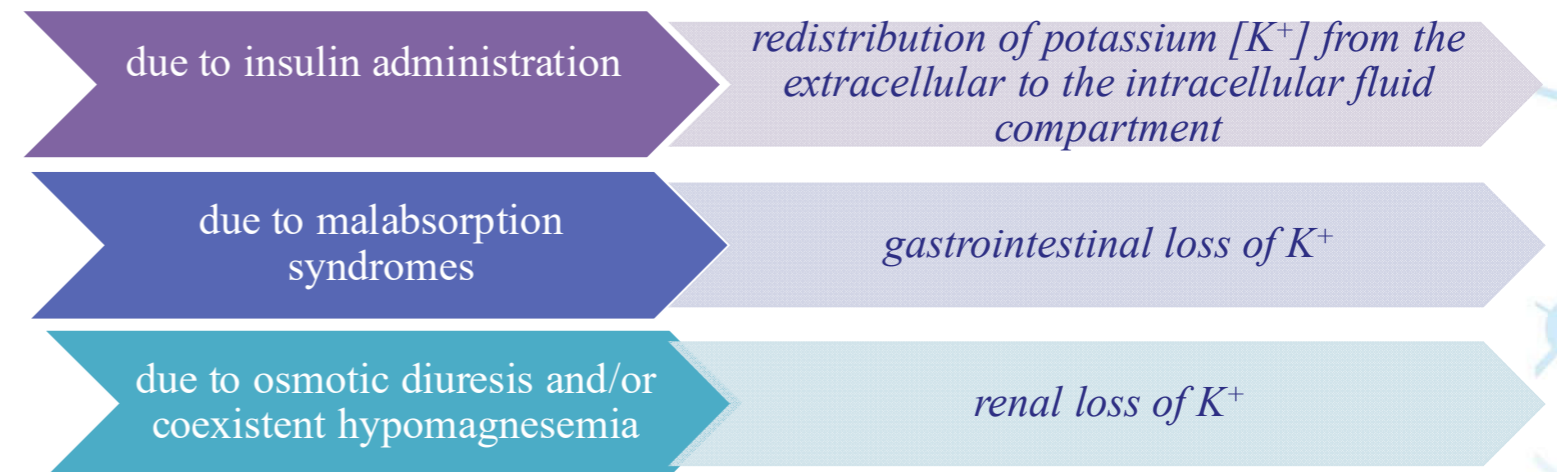 due to insulin administration
redistribution of potassium [K⁺] from the
extracellular to the intracellular fluid
compartment
due to malabsorption
syndromes
gastrointestinal loss of K⁺
due to osmotic diuresis and/or
coexistent hypomagnesemia
renal loss of K⁺